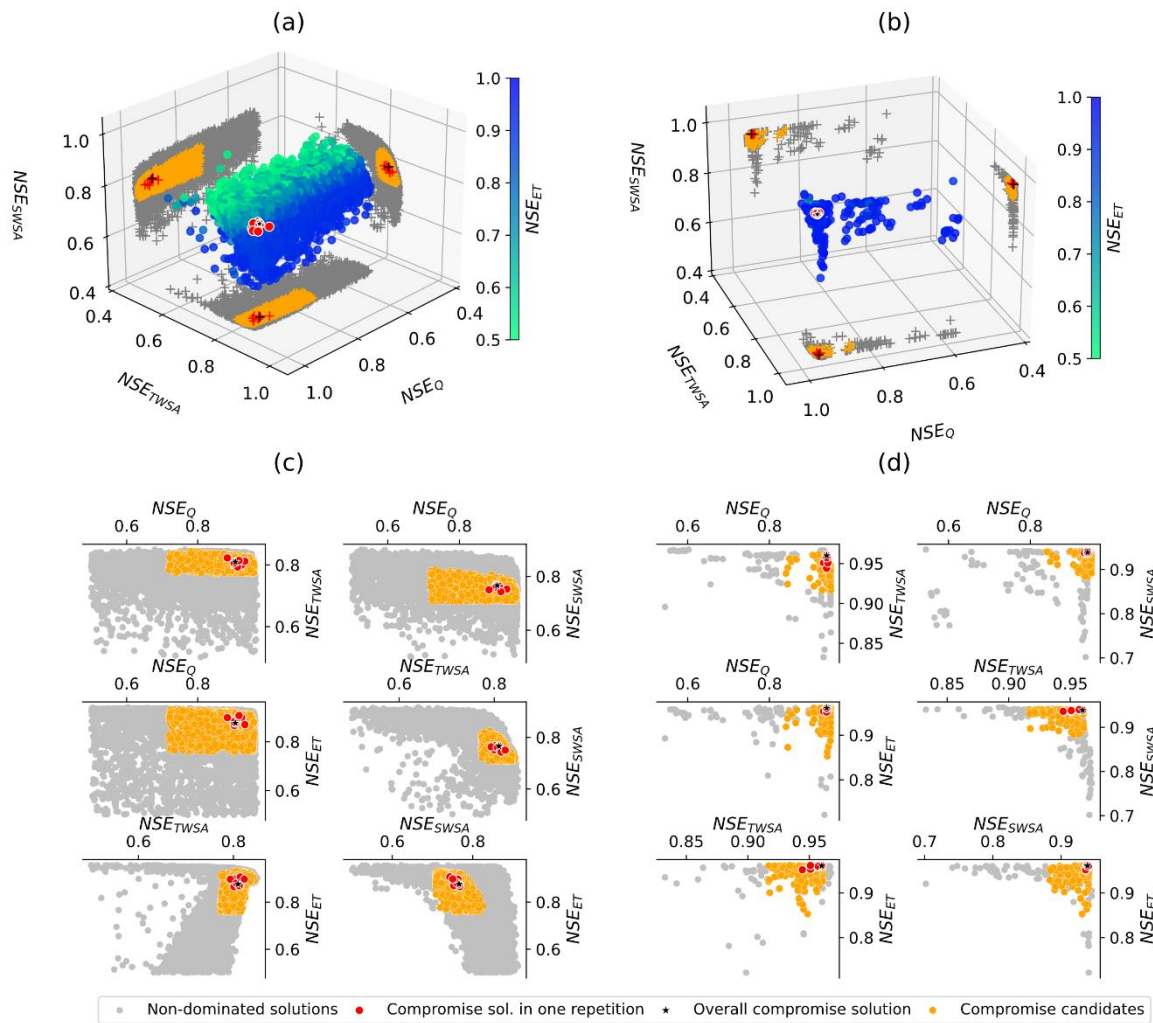 (a)
(b)
1.0
0.8
0.6
0.4
NSE_SWSA
0.4
0.6
0.8
1.0
NSE_TWSA
1.0
0.8
0.6
0.4
NSE_Q
1.0
0.9
0.8
0.7
0.6
0.5
NSE_ET
1.0
0.8
0.6
0.4
NSE_SWSA
0.4
0.6
0.8
1.0
NSE_TWSA
1.0
0.8
0.6
0.4
NSE_Q
1.0
0.9
0.8
0.7
0.6
0.5
NSE_ET
(c)
(d)
NSE_Q
0.6 0.8
0.8
0.6
NSE_TWSA
NSE_Q
0.6 0.8
0.8
0.6
NSE_SWSA
NSE_Q
0.6 0.8
0.95
0.90
0.85
NSE_TWSA
NSE_Q
0.6 0.8
0.9
0.8
0.7
NSE_SWSA
NSE_Q
0.6 0.8
0.8
0.6
NSE_ET
NSE_TWSA
0.6 0.8
0.8
0.6
NSE_SWSA
NSE_Q
0.6 0.8
0.9
0.8
NSE_ET
NSE_TWSA
0.85 0.90 0.95
0.9
0.8
0.7
NSE_SWSA
NSE_TWSA
0.6 0.8
0.8
0.6
NSE_ET
NSE_SWSA
0.6 0.8
0.8
0.6
NSE_ET
NSE_TWSA
0.85 0.90 0.95
0.9
0.8
NSE_ET
NSE_SWSA
0.7 0.8 0.9
0.9
0.8
NSE_ET
Non-dominated solutions Compromise sol. in one repetition Overall compromise solution Compromise candidates